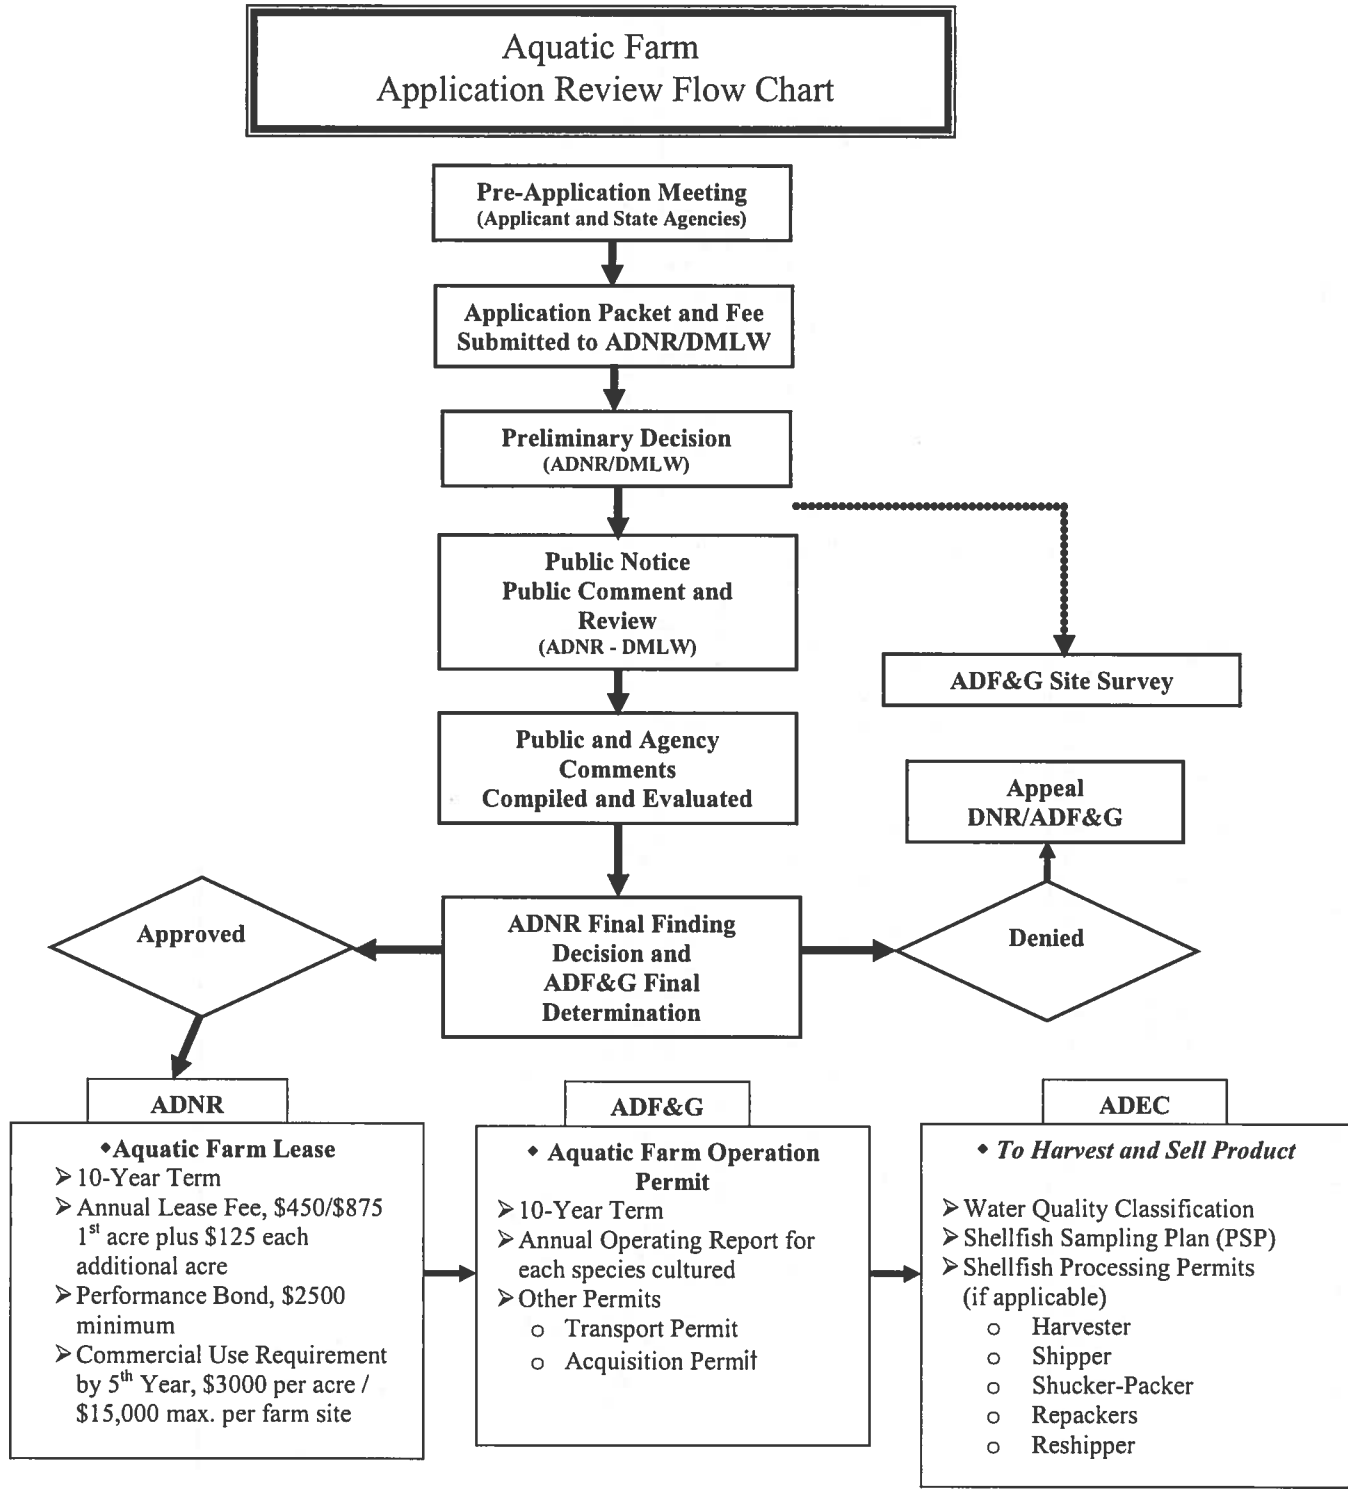 Aquatic Farm
Application Review Flow Chart
Pre-Application Meeting
(Applicant and State Agencies)
Application Packet and Fee
Submitted to ADNR/DMLW
Preliminary Decision
(ADNR/DMLW)
Public Notice
Public Comment and
Review
(ADNR - DMLW)
ADF&G Site Survey
Public and Agency
Comments
Compiled and Evaluated
Appeal
DNR/ADF&G
Approved
ADNR Final Finding
Decision and
ADF&G Final
Determination
Denied
ADNR
◆Aquatic Farm Lease
➢ 10-Year Term
➢ Annual Lease Fee, $450/$875
1st acre plus $125 each
additional acre
➢ Performance Bond, $2500
minimum
➢ Commercial Use Requirement
by 5th Year, $3000 per acre /
$15,000 max. per farm site
ADF&G
◆ Aquatic Farm Operation
Permit
➢ 10-Year Term
➢ Annual Operating Report for
each species cultured
➢ Other Permits
o Transport Permit
o Acquisition Permit
ADEC
◆ To Harvest and Sell Product
➢ Water Quality Classification
➢ Shellfish Sampling Plan (PSP)
➢ Shellfish Processing Permits
(if applicable)
o Harvester
o Shipper
o Shucker-Packer
o Repackers
o Reshipper